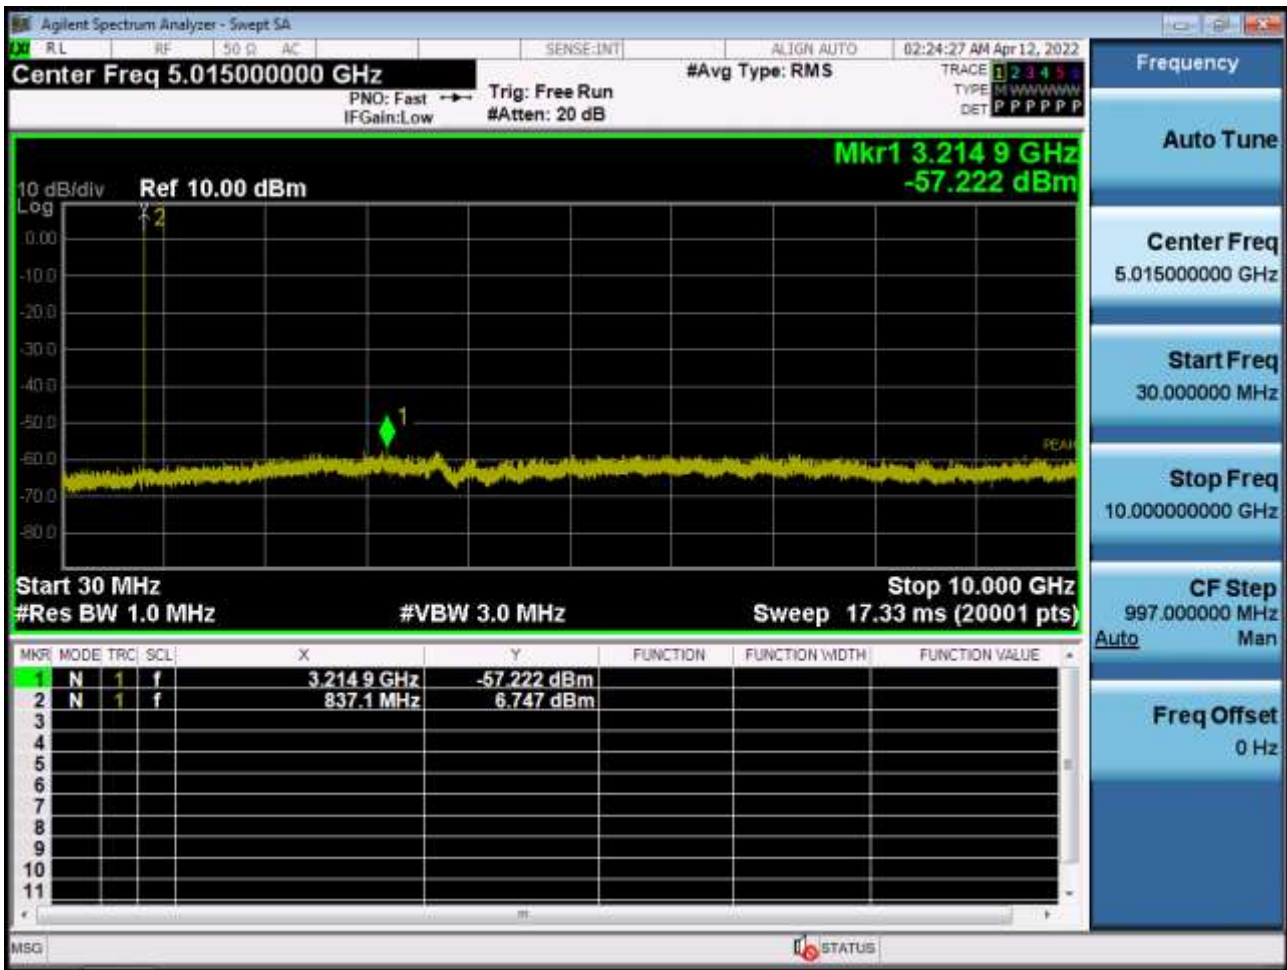 Agilent Spectrum Analyzer - Swept SA
LXI RL RF 50 Ω AC SENSE:INT ALIGN AUTO 02:24:27 AM Apr 12, 2022
Center Freq 5.015000000 GHz
PNO: Fast
IFGain:Low
Trig: Free Run
#Atten: 20 dB
#Avg Type: RMS
TRACE 1 2 3 4 5 6
TYPE M WWWWW
DET P P P P P P
Mkr1 3.214 9 GHz
-57.222 dBm
10 dB/div Ref 10.00 dBm
Log
0.00
-10.0
-20.0
-30.0
-40.0
-50.0
-60.0
-70.0
-80.0
2
1
PEAK
Start 30 MHz Stop 10.000 GHz
#Res BW 1.0 MHz #VBW 3.0 MHz Sweep 17.33 ms (20001 pts)
MKR MODE TRC SCL X Y FUNCTION FUNCTION WIDTH FUNCTION VALUE
1 N 1 f 3.214 9 GHz -57.222 dBm
2 N 1 f 837.1 MHz 6.747 dBm
3
4
5
6
7
8
9
10
11
MSG STATUS
Frequency
Auto Tune
Center Freq
5.015000000 GHz
Start Freq
30.000000 MHz
Stop Freq
10.000000000 GHz
CF Step
997.000000 MHz
Auto Man
Freq Offset
0 Hz